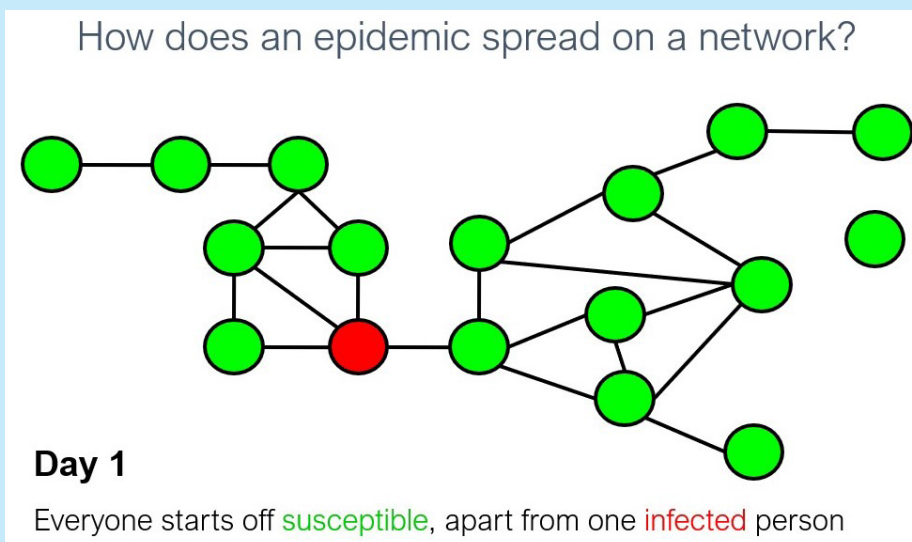 How does an epidemic spread on a network?
Day 1
Everyone starts off susceptible, apart from one infected person